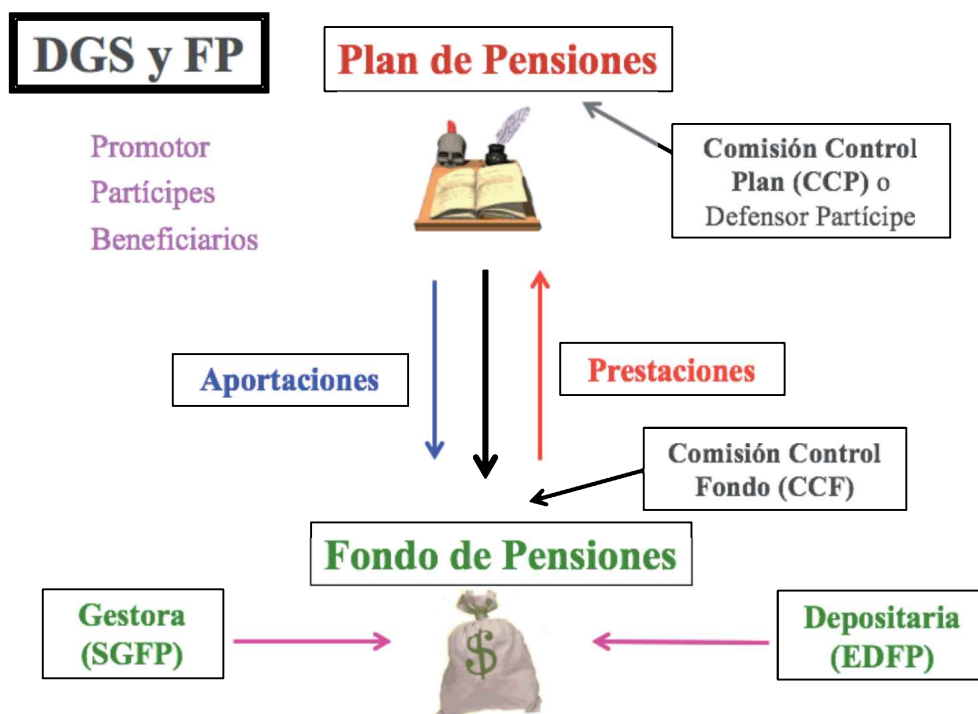 DGS y FP
Plan de Pensiones
Promotor
Partícipes
Beneficiarios
Comisión Control
Plan (CCP) o
Defensor Partícipe
Aportaciones
Prestaciones
Comisión Control
Fondo (CCF)
Fondo de Pensiones
Gestora
(SGFP)
$
Depositaria
(EDFP)